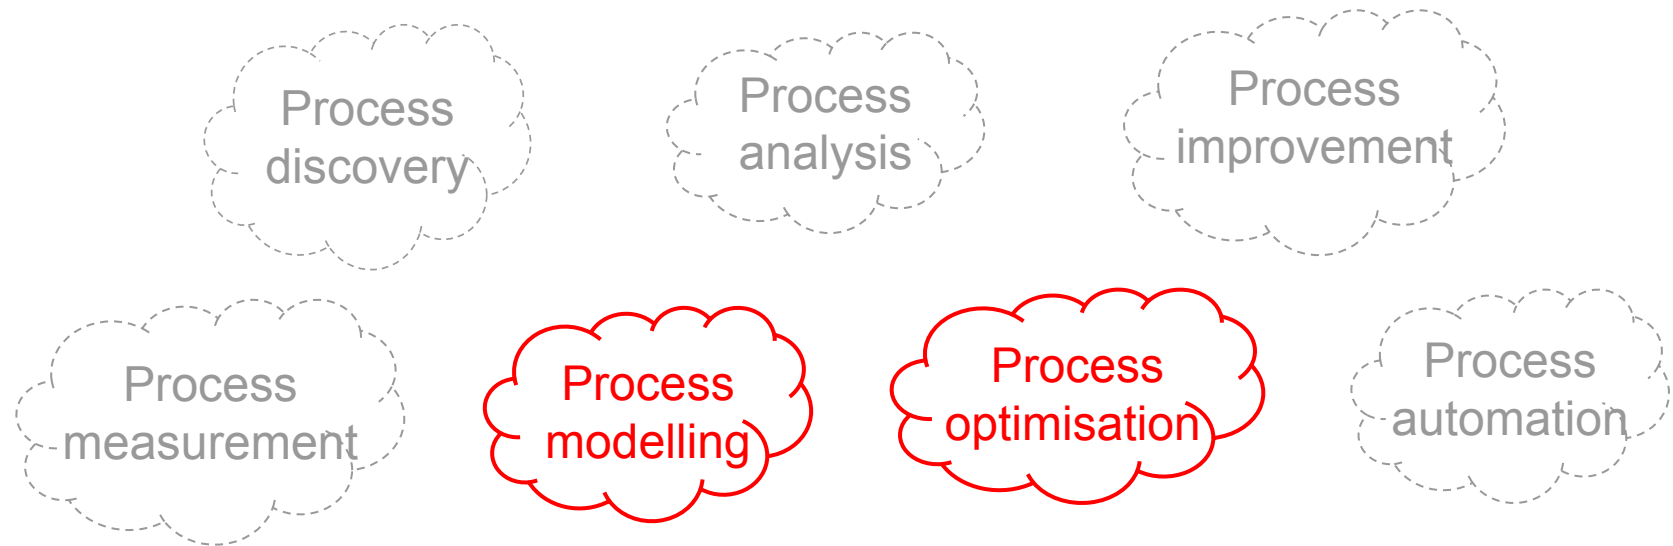 Process
discovery
Process
analysis
Process
improvement
Process
measurement
Process
modelling
Process
optimisation
Process
automation